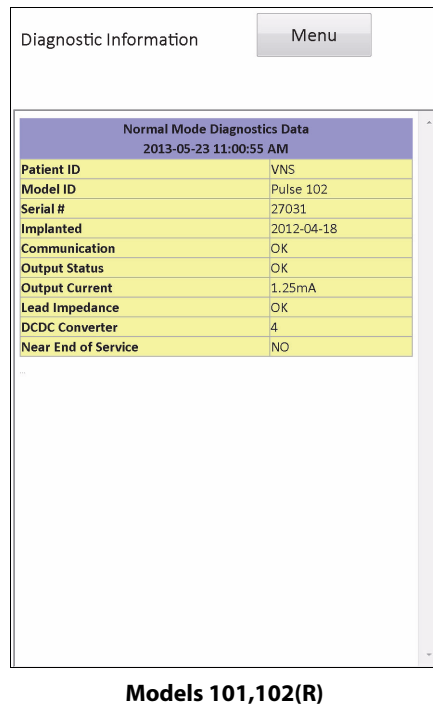 Diagnostic Information
Menu
Normal Mode Diagnostics Data
2013-05-23 11:00:55 AM
Patient ID VNS
Model ID Pulse 102
Serial # 27031
Implanted 2012-04-18
Communication OK
Output Status OK
Output Current 1.25mA
Lead Impedance OK
DCDC Converter 4
Near End of Service NO
Models 101,102(R)